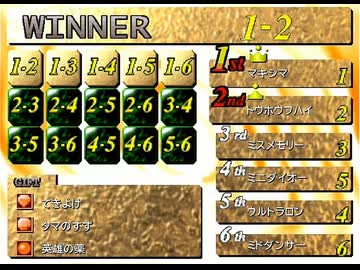 WINNER
1-2
1-2 1-3 1-4 1-5 1-6
2-3 2-4 2-5 2-6 3-4
3-5 3-6 4-5 4-6 5-6
GIFT
てきよけ
タマのすず
英雄の薬
1st マキシマ 1
2nd トウホウフハイ 2
3rd ミスメモリー 3
4th ミニダイオー 5
5th ウルトラロン 4
6th ミドダンサー 6